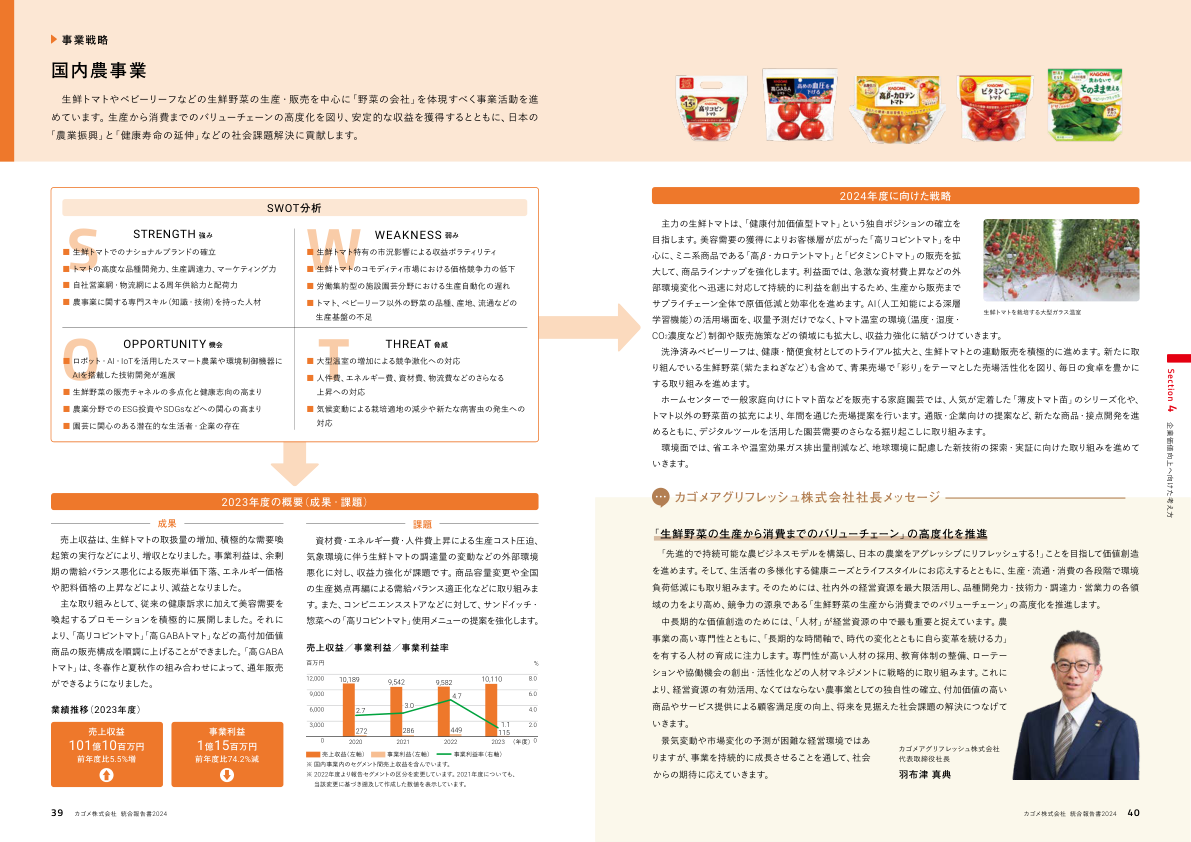 事業戦略
国内農事業
生鮮トマトやベビーリーフなどの生鮮野菜の生産・販売を中心に「野菜の会社」を体現すべく事業活動を進
めています。生産から消費までのバリューチェーンの高度化を図り、安定的な収益を獲得するとともに、日本の
「農業振興」と「健康寿命の延伸」などの社会課題解決に貢献します。
SWOT分析
S
STRENGTH 強み
生鮮トマトでのナショナルブランドの確立
トマトの高度な品種開発力、生産調達力、マーケティング力
自社営業網・物流網による周年供給力と配荷力
農事業に関する専門スキル（知識・技術）を持った人材
W
WEAKNESS 弱み
生鮮トマト特有の市況影響による収益ボラティリティ
生鮮トマトのコモディティ市場における価格競争力の低下
労働集約型の施設園芸分野における生産自動化の遅れ
トマト、ベビーリーフ以外の野菜の品種、産地、流通などの
生産基盤の不足
O
OPPORTUNITY 機会
ロボット・AI・IoTを活用したスマート農業や環境制御機器に
AIを搭載した技術開発が進展
生鮮野菜の販売チャネルの多点化と健康志向の高まり
農業分野でのESG投資やSDGsなどへの関心の高まり
園芸に関心のある潜在的な生活者・企業の存在
T
THREAT 脅威
大型温室の増加による競争激化への対応
人件費、エネルギー費、資材費、物流費などのさらなる
上昇への対応
気候変動による栽培適地の減少や新たな病害虫の発生への
対応
2023年度の概要（成果・課題）
成果
売上収益は、生鮮トマトの取扱量の増加、積極的な需要喚
起策の実行などにより、増収となりました。事業利益は、余剰
期の需給バランス悪化による販売単価下落、エネルギー価格
や肥料価格の上昇などにより、減益となりました。
主な取り組みとして、従来の健康訴求に加えて美容需要を
喚起するプロモーションを積極的に展開しました。それに
より、「高リコピントマト」「高GABAトマト」などの高付加価値
商品の販売構成を順調に上げることができました。「高GABA
トマト」は、冬春作と夏秋作の組み合わせによって、通年販売
ができるようになりました。
業績推移（2023年度）
売上収益
101億10百万円
前年度比5.5%増
事業利益
1億15百万円
前年度比74.2%減
課題
資材費・エネルギー費・人件費上昇による生産コスト圧迫、
気象環境に伴う生鮮トマトの調達量の変動などの外部環境
悪化に対し、収益力強化が課題です。商品容量変更や全国
の生産拠点再編による需給バランス適正化などに取り組みま
す。また、コンビニエンスストアなどに対して、サンドイッチ・
惣菜への「高リコピントマト」使用メニューの提案を強化します。
売上収益／事業利益／事業利益率
百万円 %
12,000 10,189 9,542 9,582 10,110 8.0
9,000 6.0
6,000 2.7 3.0 4.7 4.0
3,000 272 286 449 1.1 115 2.0
0 2020 2021 2022 2023 （年度） 0
売上収益（左軸） 事業利益（左軸） 事業利益率（右軸）
※ 国内事業内のセグメント間売上収益を含んでいます。
※ 2022年度より報告セグメントの区分を変更しています。2021年度についても、
当該変更に基づき遡及して作成した数値を表示しています。
39 カゴメ株式会社 統合報告書2024
2024年度に向けた戦略
主力の生鮮トマトは、「健康付加価値型トマト」という独自ポジションの確立を
目指します。美容需要の獲得によりお客様層が広がった「高リコピントマト」を中
心に、ミニ系商品である「高β-カロテントマト」と「ビタミンCトマト」の販売を拡
大して、商品ラインナップを強化します。利益面では、急激な資材費上昇などの外
部環境変化へ迅速に対応して持続的に利益を創出するため、生産から販売まで
サプライチェーン全体で原価低減と効率化を進めます。AI（人工知能による深層
学習機能）の活用場面を、収量予測だけでなく、トマト温室の環境（温度・湿度・
CO₂濃度など）制御や販売施策などの領域にも拡大し、収益力強化に結びつけていきます。
洗浄済みベビーリーフは、健康・簡便食材としてのトライアル拡大と、生鮮トマトとの連動販売を積極的に進めます。新たに取
り組んでいる生鮮野菜（紫たまねぎなど）も含めて、青果売場で「彩り」をテーマとした売場活性化を図り、毎日の食卓を豊かに
する取り組みを進めます。
ホームセンターで一般家庭向けにトマト苗などを販売する家庭園芸では、人気が定着した「薄皮トマト苗」のシリーズ化や、
トマト以外の野菜苗の拡充により、年間を通じた売場提案を行います。通販・企業向けの提案など、新たな商品・接点開発を進
めるともに、デジタルツールを活用した園芸需要のさらなる掘り起こしに取り組みます。
環境面では、省エネや温室効果ガス排出量削減など、地球環境に配慮した新技術の探索・実証に向けた取り組みを進めて
いきます。
生鮮トマトを栽培する大型ガラス温室
カゴメアグリフレッシュ株式会社社長メッセージ
「生鮮野菜の生産から消費までのバリューチェーン」の高度化を推進
「先進的で持続可能な農ビジネスモデルを構築し、日本の農業をアグレッシブにリフレッシュする！」ことを目指して価値創造
を進めます。そして、生活者の多様化する健康ニーズとライフスタイルにお応えするとともに、生産・流通・消費の各段階で環境
負荷低減にも取り組みます。そのためには、社内外の経営資源を最大限活用し、品種開発力・技術力・調達力・営業力の各領
域の力をより高め、競争力の源泉である「生鮮野菜の生産から消費までのバリューチェーン」の高度化を推進します。
中長期的な価値創造のためには、「人材」が経営資源の中で最も重要と捉えています。農
事業の高い専門性とともに、「長期的な時間軸で、時代の変化とともに自ら変革を続ける力」
を有する人材の育成に注力します。専門性が高い人材の採用、教育体制の整備、ローテー
ションや協働機会の創出・活性化などの人材マネジメントに戦略的に取り組みます。これに
より、経営資源の有効活用、なくてはならない農事業としての独自性の確立、付加価値の高い
商品やサービス提供による顧客満足度の向上、将来を見据えた社会課題の解決につなげて
いきます。
景気変動や市場変化の予測が困難な経営環境ではあ
りますが、事業を持続的に成長させることを通して、社会
からの期待に応えていきます。
カゴメアグリフレッシュ株式会社
代表取締役社長
羽布津 真典
Section 4 企業価値向上へ向けた考え方
カゴメ株式会社 統合報告書2024 40